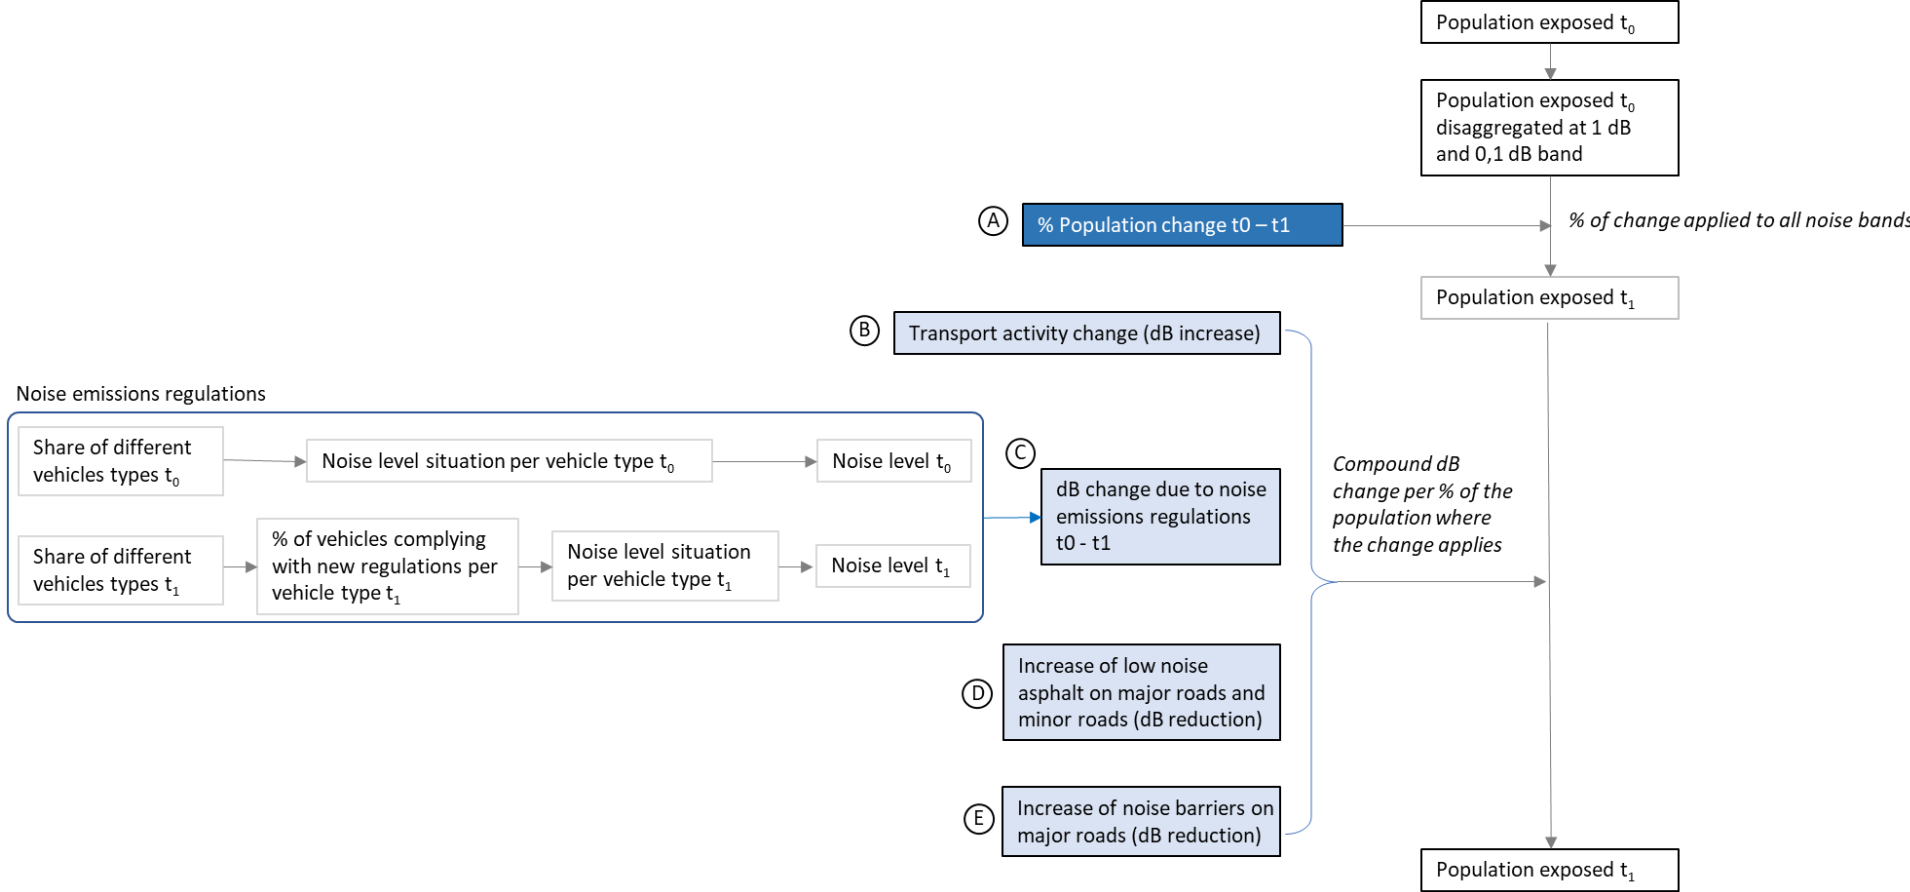 Population exposed t0
Population exposed t0
disaggregated at 1 dB
and 0,1 dB band
A
% Population change t0 – t1
% of change applied to all noise bands
Population exposed t1
B
Transport activity change (dB increase)
Noise emissions regulations
Share of different
vehicles types t0
Noise level situation per vehicle type t0
Noise level t0
Share of different
vehicles types t1
% of vehicles complying
with new regulations per
vehicle type t1
Noise level situation
per vehicle type t1
Noise level t1
C
dB change due to noise
emissions regulations
t0 - t1
Compound dB
change per % of the
population where
the change applies
D
Increase of low noise
asphalt on major roads and
minor roads (dB reduction)
E
Increase of noise barriers on
major roads (dB reduction)
Population exposed t1